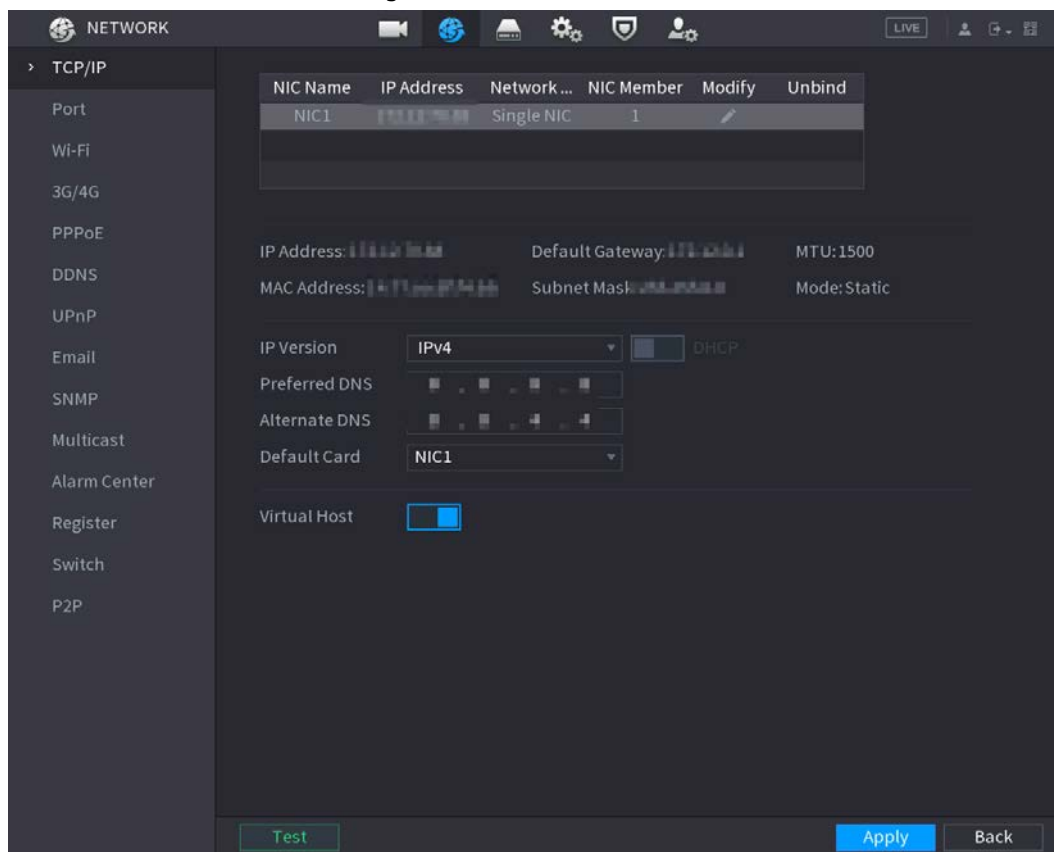 NETWORK
LIVE
TCP/IP
Port
Wi-Fi
3G/4G
PPPoE
DDNS
UPnP
Email
SNMP
Multicast
Alarm Center
Register
Switch
P2P
NIC Name IP Address Network ... NIC Member Modify Unbind
NIC1 Single NIC 1
IP Address: Default Gateway: MTU:1500
MAC Address: Subnet Mask Mode:Static
IP Version IPv4 DHCP
Preferred DNS
Alternate DNS
Default Card NIC1
Virtual Host
Test Apply Back